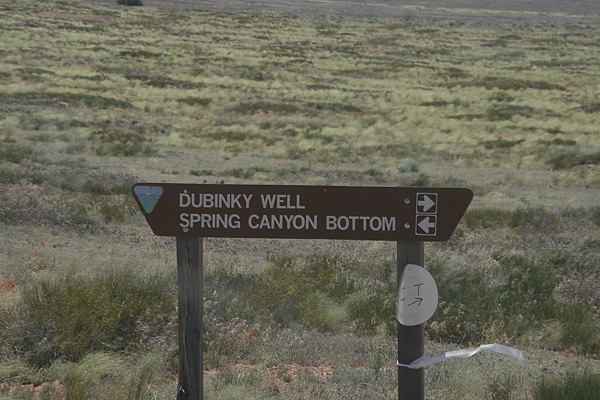 DUBINKY WELL →
SPRING CANYON BOTTOM ←
T